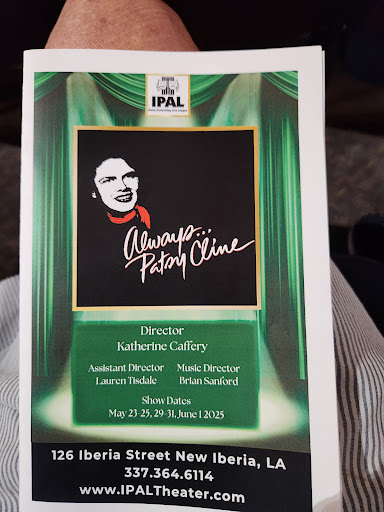 IPAL
Always...
Patsy Cline
Director
Katherine Caffery
Assistant Director
Lauren Tisdale
Music Director
Brian Sanford
Show Dates
May 23-25, 29-31, June 1 2025
126 Iberia Street New Iberia, LA
337.364.6114
www.IPALTheater.com